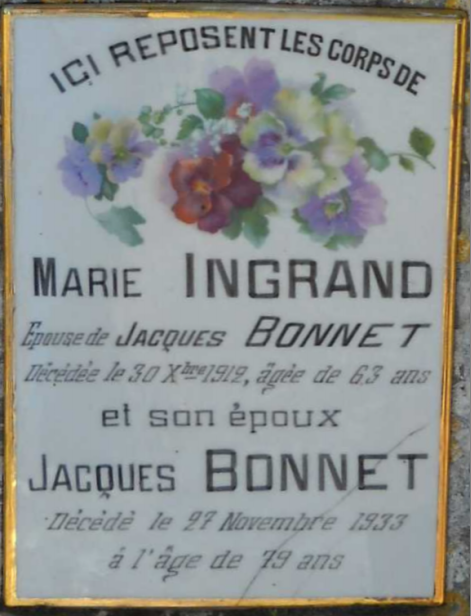 ICI REPOSENT LES CORPS DE
MARIE INGRAND
Epouse de JACQUES BONNET
Décédée le 30 Xbre 1912, âgée de 63 ans
et son époux
JACQUES BONNET
Décédé le 27 Novembre 1933
à l'âge de 79 ans